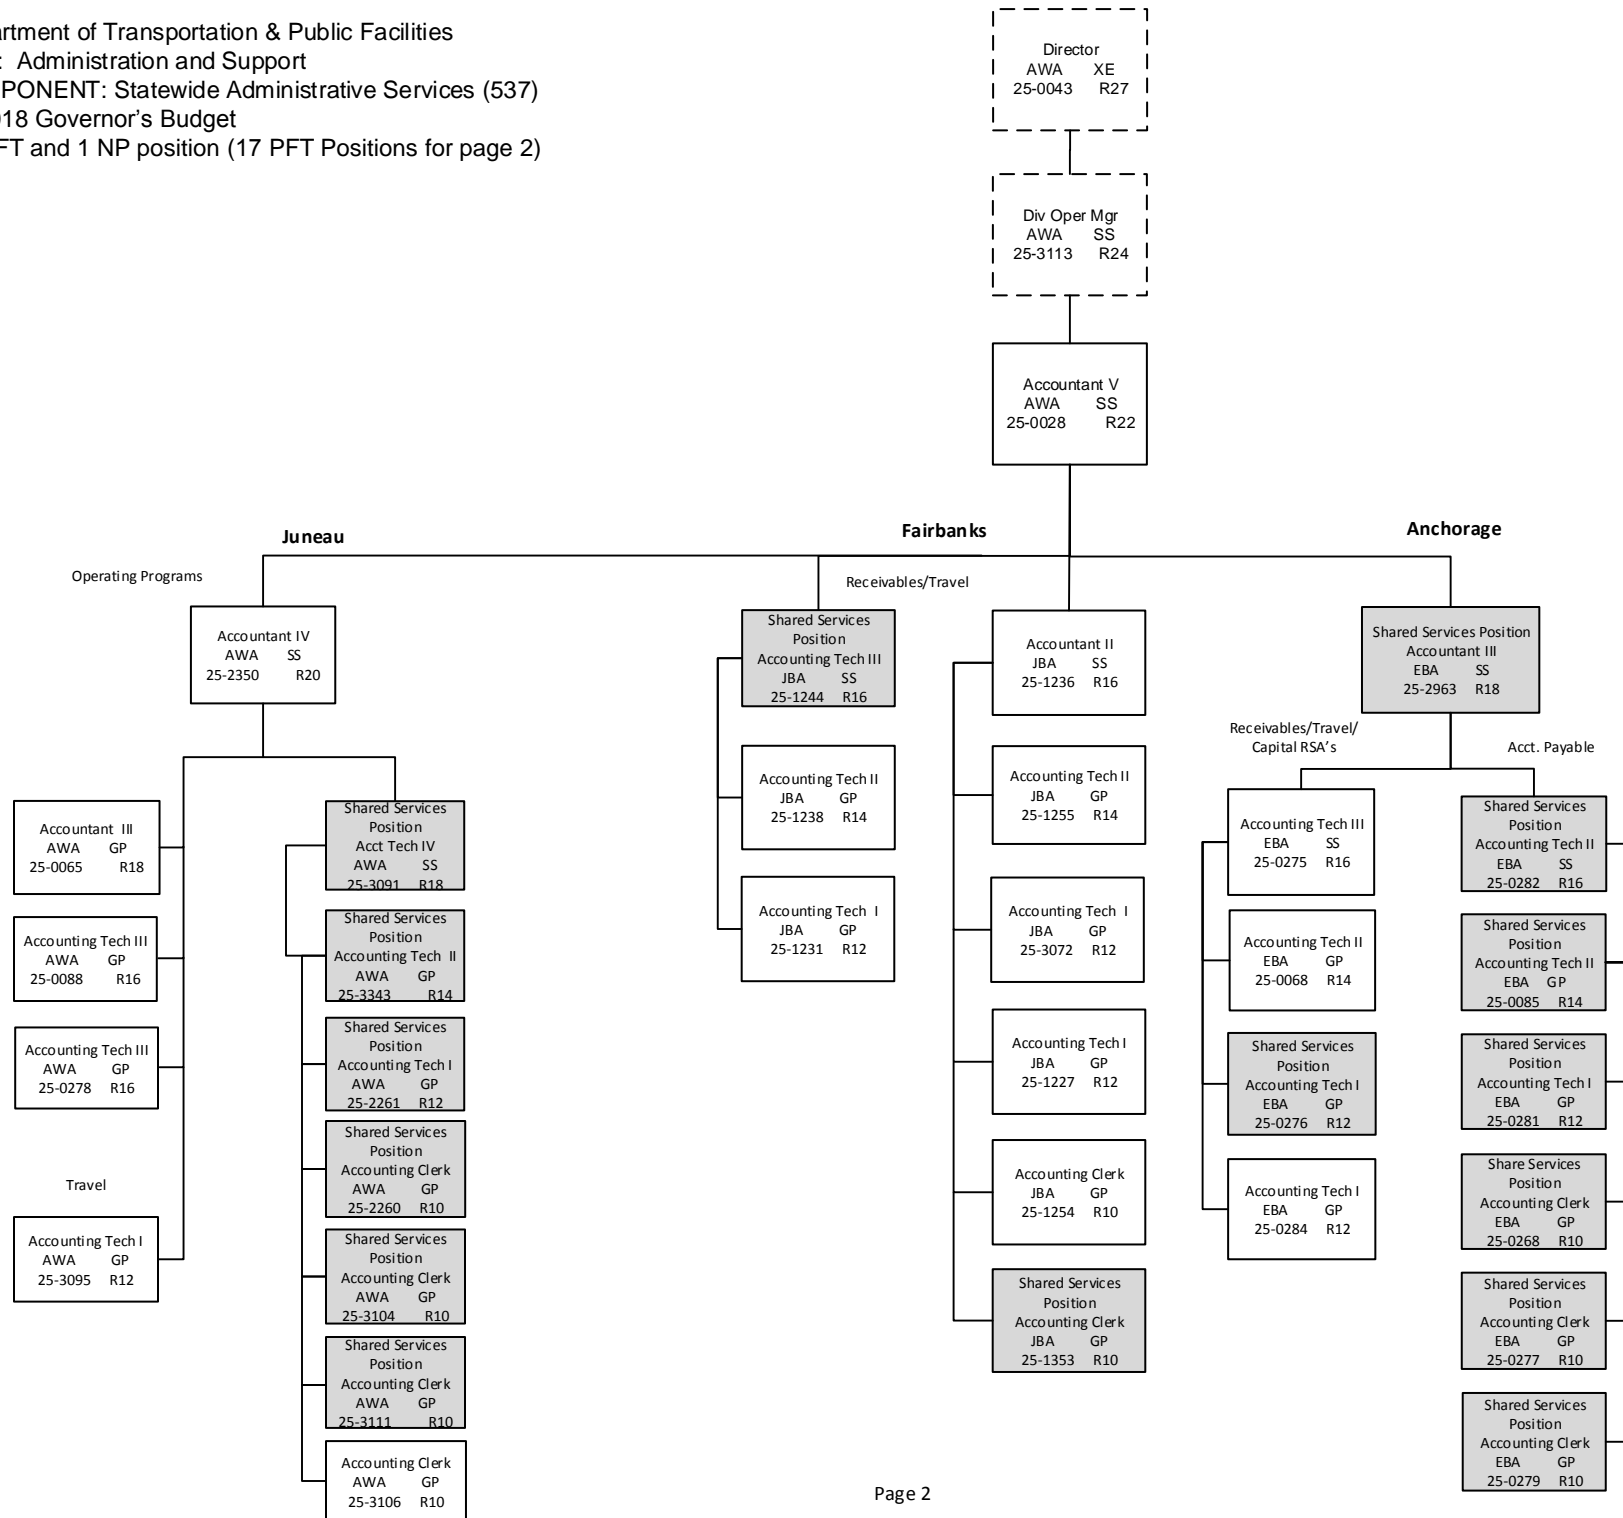 rtment of Transportation & Public Facilities
: Administration and Support
PONENT: Statewide Administrative Services (537)
18 Governor's Budget
FT and 1 NP position (17 PFT Positions for page 2)
Director
AWA XE
25-0043 R27
Div Oper Mgr
AWA SS
25-3113 R24
Accountant V
AWA SS
25-0028 R22
Juneau
Fairbanks
Anchorage
Operating Programs
Accountant IV
AWA SS
25-2350 R20
Accountant III
AWA GP
25-0065 R18
Accounting Tech III
AWA GP
25-0088 R16
Accounting Tech III
AWA GP
25-0278 R16
Travel
Accounting Tech I
AWA GP
25-3095 R12
Shared Services
Position
Acct Tech IV
AWA SS
25-3091 R18
Shared Services
Position
Accounting Tech II
AWA GP
25-3343 R14
Shared Services
Position
Accounting Tech I
AWA GP
25-2261 R12
Shared Services
Position
Accounting Clerk
AWA GP
25-2260 R10
Shared Services
Position
Accounting Clerk
AWA GP
25-3104 R10
Shared Services
Position
Accounting Clerk
AWA GP
25-3111 R10
Accounting Clerk
AWA GP
25-3106 R10
Receivables/Travel
Shared Services
Position
Accounting Tech III
JBA SS
25-1244 R16
Accounting Tech II
JBA GP
25-1238 R14
Accounting Tech I
JBA GP
25-1231 R12
Accountant II
JBA SS
25-1236 R16
Accounting Tech II
JBA GP
25-1255 R14
Accounting Tech I
JBA GP
25-3072 R12
Accounting Tech I
JBA GP
25-1227 R12
Accounting Clerk
JBA GP
25-1254 R10
Shared Services
Position
Accounting Clerk
JBA GP
25-1353 R10
Shared Services Position
Accountant III
EBA SS
25-2963 R18
Receivables/Travel/
Capital RSA's
Accounting Tech III
EBA SS
25-0275 R16
Accounting Tech II
EBA GP
25-0068 R14
Shared Services
Position
Accounting Tech I
EBA GP
25-0276 R12
Accounting Tech I
EBA GP
25-0284 R12
Acct. Payable
Shared Services
Position
Accounting Tech II
EBA SS
25-0282 R16
Shared Services
Position
Accounting Tech II
EBA GP
25-0085 R14
Shared Services
Position
Accounting Tech I
EBA GP
25-0281 R12
Share Services
Position
Accounting Clerk
EBA GP
25-0268 R10
Shared Services
Position
Accounting Clerk
EBA GP
25-0277 R10
Shared Services
Position
Accounting Clerk
EBA GP
25-0279 R10
Page 2